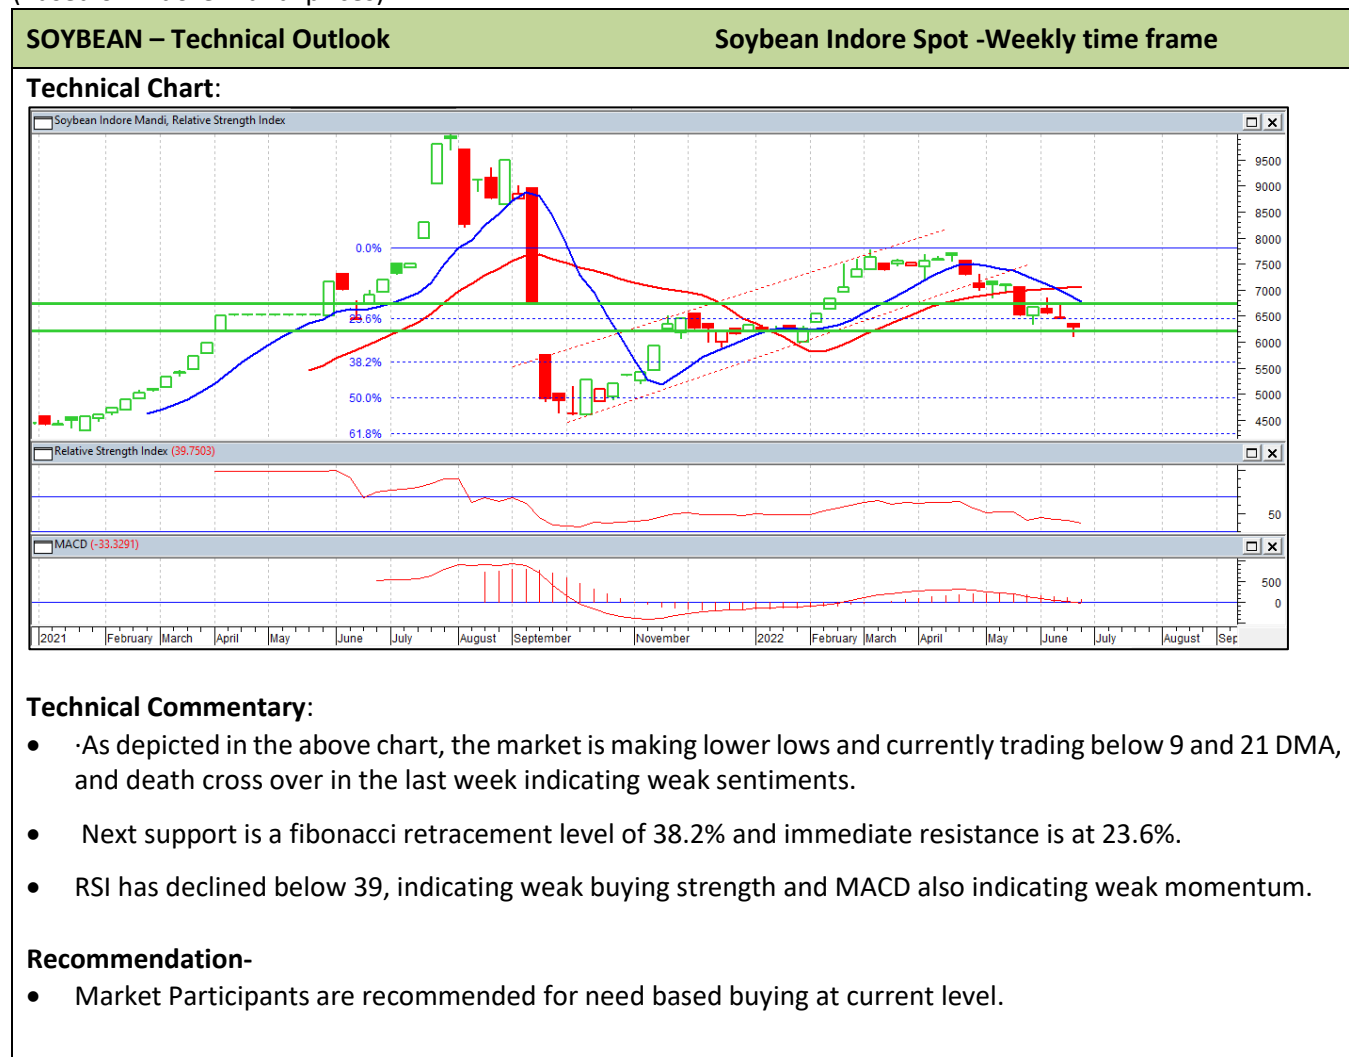 SOYBEAN – Technical Outlook Soybean Indore Spot -Weekly time frame
Technical Chart:
Soybean Indore Mandi, Relative Strength Index
9500
9000
8500
8000
7500
7000
6500
6000
5500
5000
4500
0.0%
23.6%
38.2%
50.0%
61.8%
Relative Strength Index (39.7503)
50
MACD (-33.3291)
500
0
2021 February March April May June July August September November 2022 February March April May June July August Sep
Technical Commentary:
• ·As depicted in the above chart, the market is making lower lows and currently trading below 9 and 21 DMA,
and death cross over in the last week indicating weak sentiments.
• Next support is a fibonacci retracement level of 38.2% and immediate resistance is at 23.6%.
• RSI has declined below 39, indicating weak buying strength and MACD also indicating weak momentum.
Recommendation-
• Market Participants are recommended for need based buying at current level.